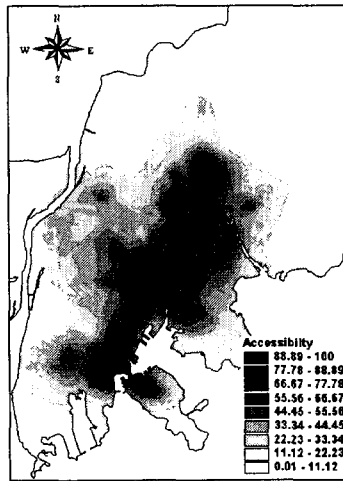 N
W E
S
Accessibilty
88.89 - 100
77.78 - 88.89
66.67 - 77.78
55.56 - 66.67
44.45 - 55.56
33.34 - 44.45
22.23 - 33.34
11.12 - 22.23
0.01 - 11.12